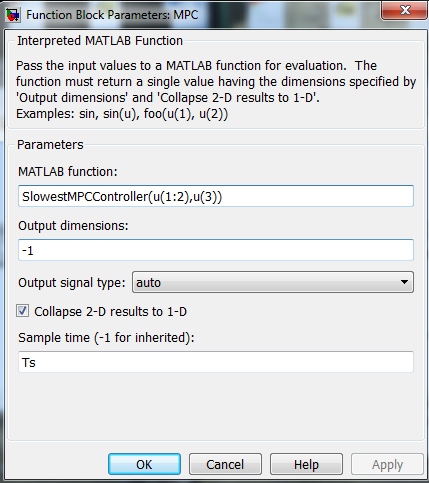 Function Block Parameters: MPC
Interpreted MATLAB Function
Pass the input values to a MATLAB function for evaluation. The
function must return a single value having the dimensions specified by
'Output dimensions' and 'Collapse 2-D results to 1-D'.
Examples: sin, sin(u), foo(u(1), u(2))
Parameters
MATLAB function:
SlowestMPCController(u(1:2),u(3))
Output dimensions:
-1
Output signal type: auto
Collapse 2-D results to 1-D
Sample time (-1 for inherited):
Ts
OK Cancel Help Apply